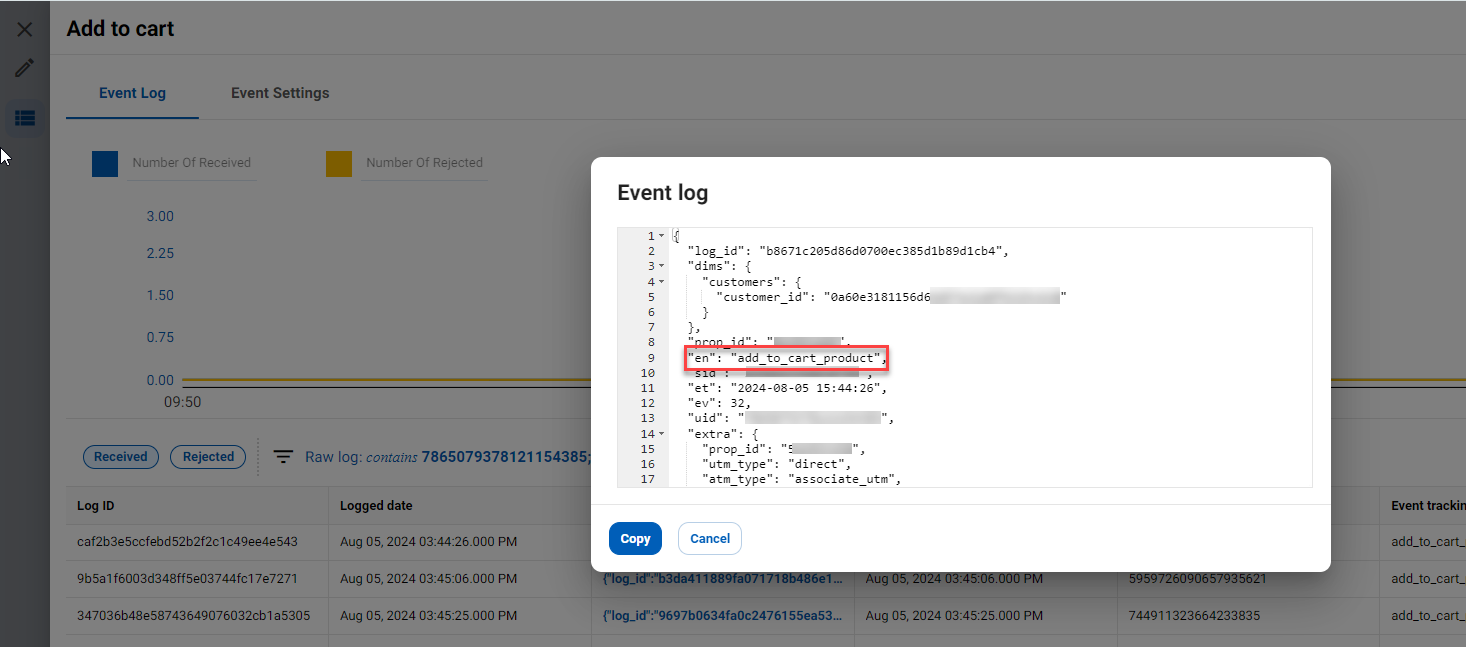 Add to cart
Event Log
Event Settings
Number Of Received
Number Of Rejected
3.00
2.25
1.50
0.75
0.00
09:50
Received
Rejected
Raw log: contains 7865079378121154385;
Log ID
Logged date
Event trackin
caf2b3e5ccfebd52b2f2c1c49ee4e543
Aug 05, 2024 03:44:26.000 PM
add_to_cart_
9b5a1f6003d348ff5e03744fc17e7271
Aug 05, 2024 03:45:06.000 PM
{"log_id":"b3da411889fa071718b486e1...
Aug 05, 2024 03:45:06.000 PM
5959726090657935621
add_to_cart_
347036b48e58743649076032cb1a5305
Aug 05, 2024 03:45:25.000 PM
{"log_id":"9697b0634fa0c2476155ea53...
Aug 05, 2024 03:45:25.000 PM
744911323664233835
add_to_cart_
Event log
1 {
2 "log_id": "b8671c205d86d0700ec385d1b89d1cb4",
3 "dims": {
4 "customers": {
5 "customer_id": "0a60e3181156d6 "
6 }
7 },
8 "prop_id": " ",
9 "en": "add_to_cart_product",
10 "sid": " ",
11 "et": "2024-08-05 15:44:26",
12 "ev": 32,
13 "uid": " ",
14 "extra": {
15 "prop_id": "5 ",
16 "utm_type": "direct",
17 "atm_type": "associate_utm",
Copy
Cancel